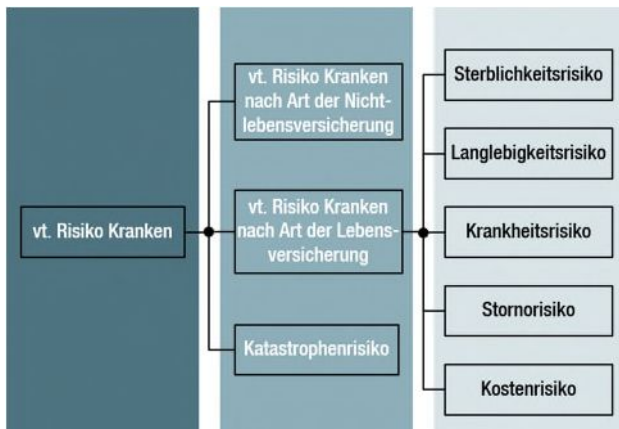 vt. Risiko Kranken
vt. Risiko Kranken
nach Art der Nicht-
lebensversicherung
vt. Risiko Kranken
nach Art der Lebens-
versicherung
Katastrophenrisiko
Sterblichkeitsrisiko
Langlebigkeitsrisiko
Krankheitsrisiko
Stornorisiko
Kostenrisiko